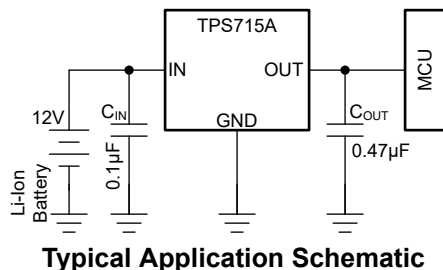 TPS715A
IN
OUT
GND
MCU
12V
Li-Ion
Battery
CIN
0.1µF
COUT
0.47µF
Typical Application Schematic